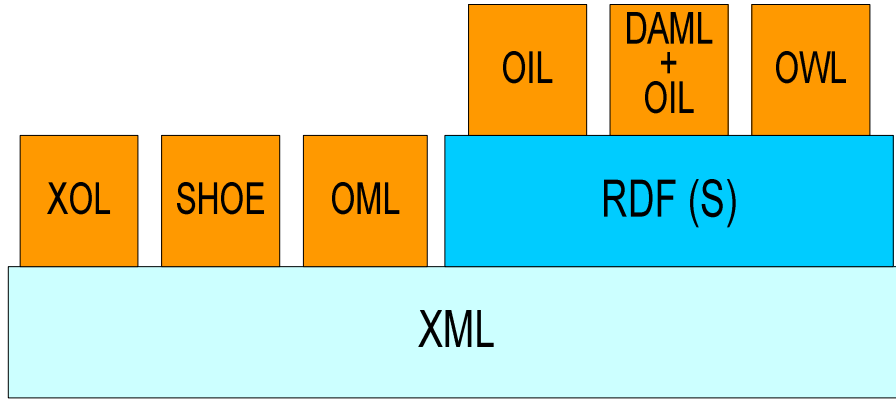 OIL
DAML
+
OIL
OWL
XOL
SHOE
OML
RDF (S)
XML